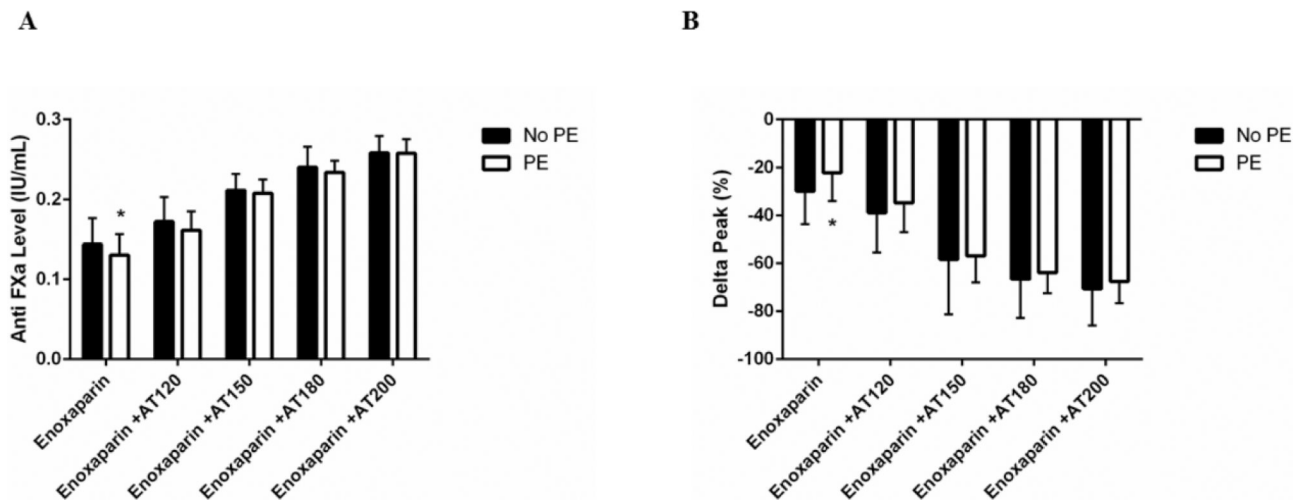 A
Anti FXa Level (IU/mL)
0.3
0.2
0.1
0.0
*
Enoxaparin
Enoxaparin +AT120
Enoxaparin +AT150
Enoxaparin +AT180
Enoxaparin +AT200
No PE
PE
B
Delta Peak (%)
0
-20
-40
-60
-80
-100
*
Enoxaparin
Enoxaparin +AT120
Enoxaparin +AT150
Enoxaparin +AT180
Enoxaparin +AT200
No PE
PE